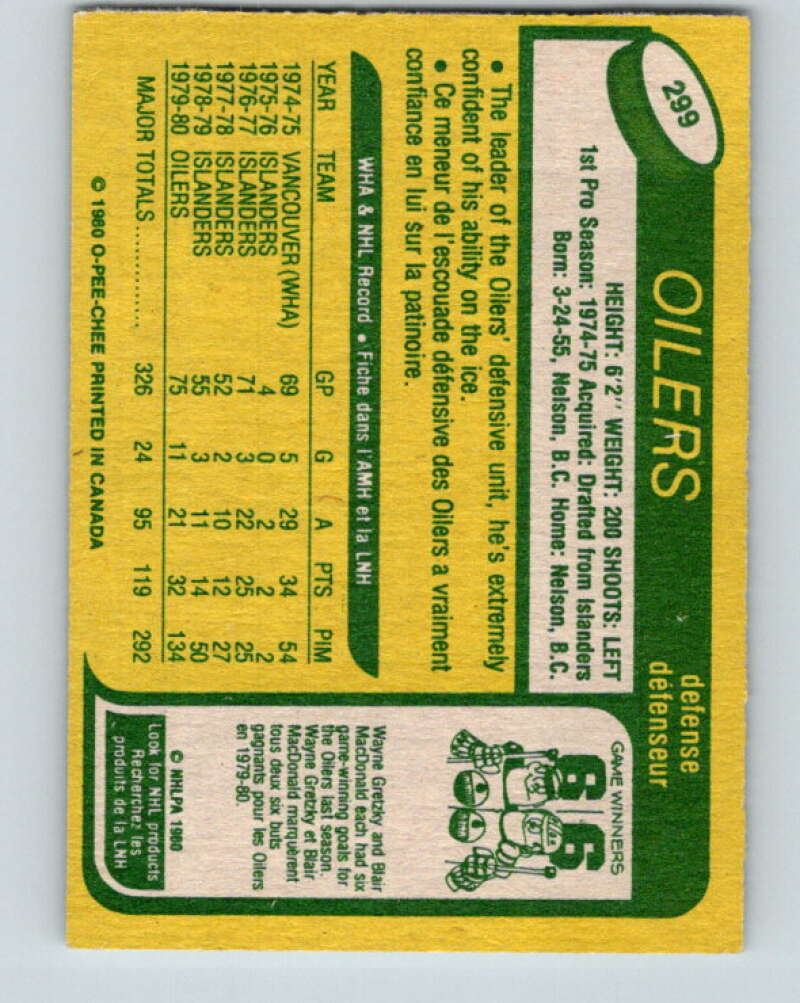 299
OILERS
defense
défenseur
HEIGHT: 6'2" WEIGHT: 200 SHOOTS: LEFT
1st Pro Season: 1974-75 Acquired: Drafted from Islanders
Born: 3-24-55, Nelson, B.C. Home: Nelson, B.C.
• The leader of the Oilers' defensive unit, he's extremely
confident of his ability on the ice.
• Ce meneur de l'escouade défensive des Oilers a vraiment
confiance en lui sur la patinoire.
WHA & NHL Record • Fiche dans l'AMH et la LNH
YEAR TEAM GP G A PTS PIM
1974-75 VANCOUVER (WHA) 69 5 29 34 54
1975-76 ISLANDERS 4 0 2 2 2
1976-77 ISLANDERS 71 3 22 25 25
1977-78 ISLANDERS 52 2 10 12 27
1978-79 ISLANDERS 55 3 11 14 50
1979-80 OILERS 75 11 21 32 134
MAJOR TOTALS .............. 326 24 95 119 292
© 1980 O-PEE-CHEE PRINTED IN CANADA
GAME WINNERS
6 6
Wayne Gretzky and Blair
MacDonald each had six
game-winning goals for
the Oilers last season.
Wayne Gretzky et Blair
MacDonald marquèrent
tous deux six buts
gagnants pour les Oilers
en 1979-80.
© NHLPA 1980
Look for NHL products
Recherchez les
produits de la LNH